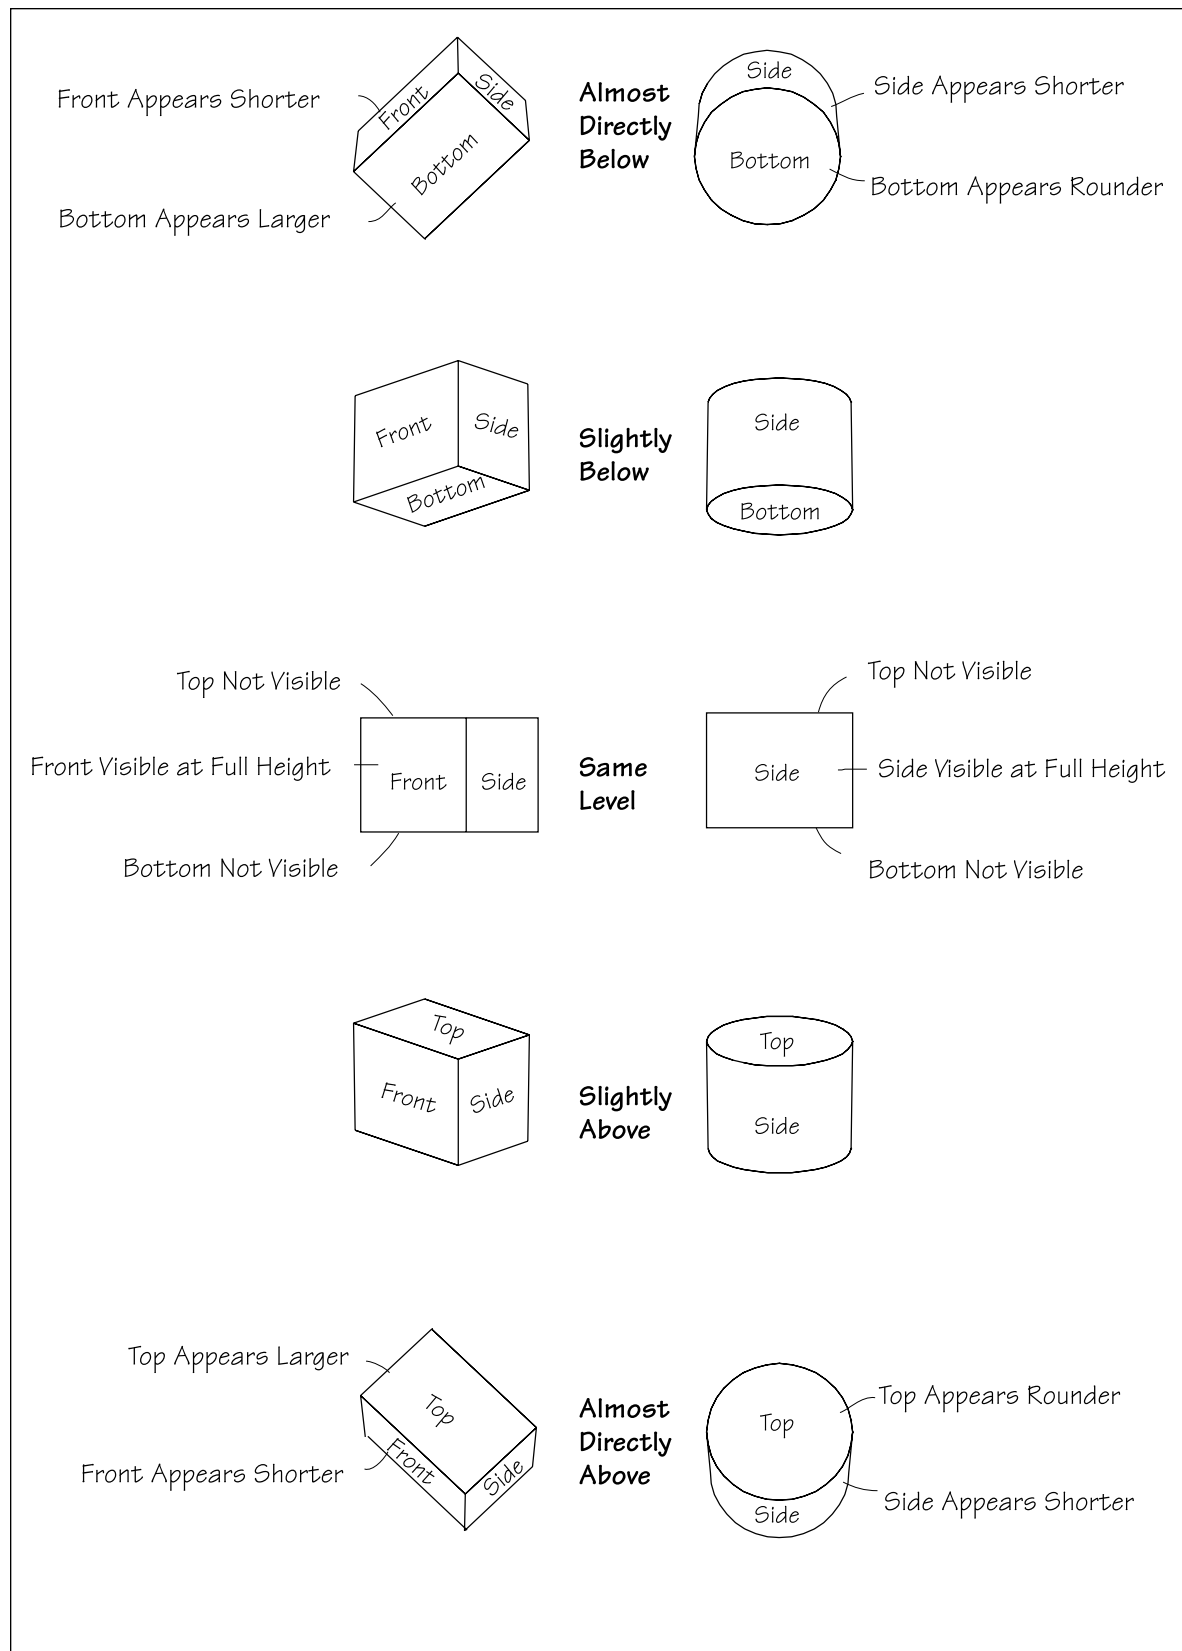 Front Appears Shorter
Front
Side
Bottom
Bottom Appears Larger
Almost
Directly
Below
Side
Side Appears Shorter
Bottom
Bottom Appears Rounder
Front
Side
Bottom
Slightly
Below
Side
Bottom
Top Not Visible
Front Visible at Full Height
Front
Side
Bottom Not Visible
Same
Level
Top Not Visible
Side
Side Visible at Full Height
Bottom Not Visible
Top
Front
Side
Slightly
Above
Top
Side
Top Appears Larger
Top
Front
Side
Front Appears Shorter
Almost
Directly
Above
Top
Top Appears Rounder
Side
Side Appears Shorter